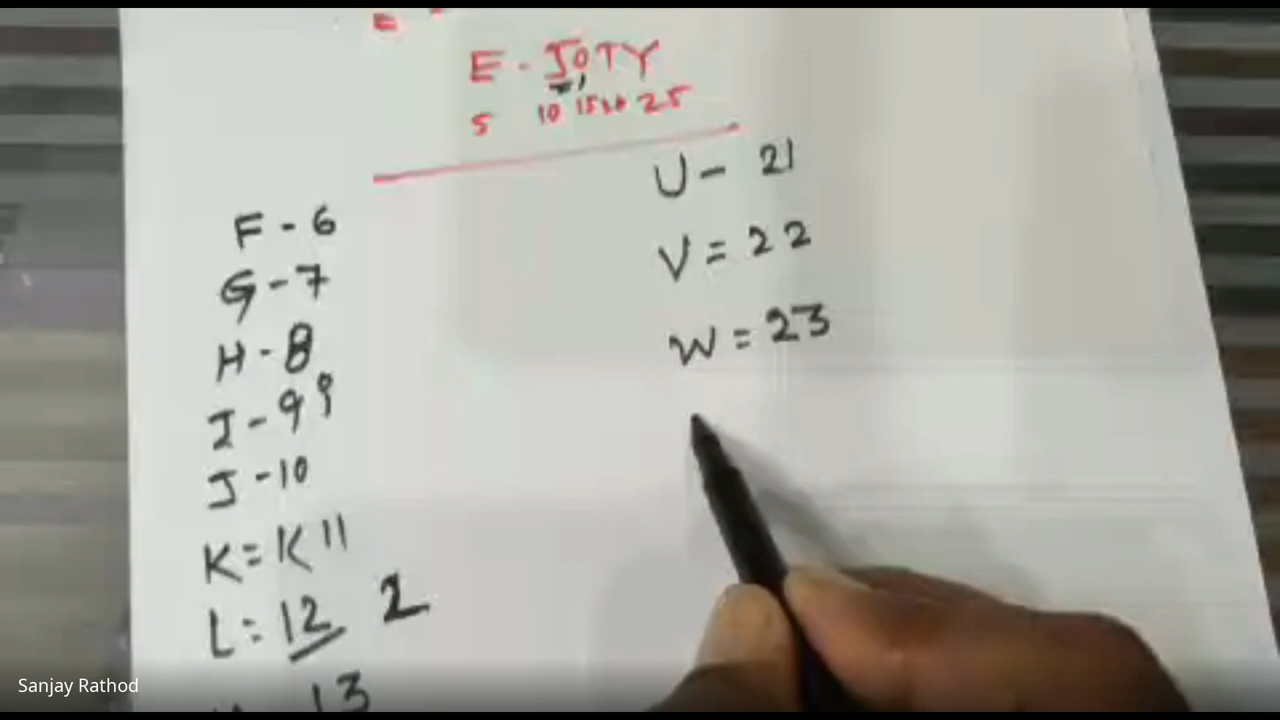 E - JOTY
5 10 15 20 25
F - 6
G - 7
H - 8
I - 9 9
J - 10
K = K 11
L = 12 2
13
U - 21
V = 22
W = 23
Sanjay Rathod